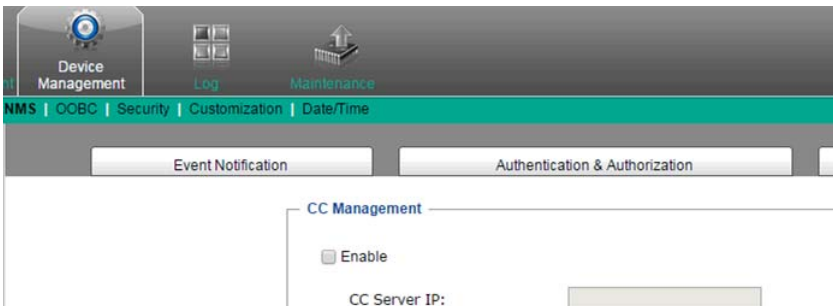 Device
Management
Log
Maintenance
NMS | OOBC | Security | Customization | Date/Time
Event Notification
Authentication & Authorization
CC Management
Enable
CC Server IP: